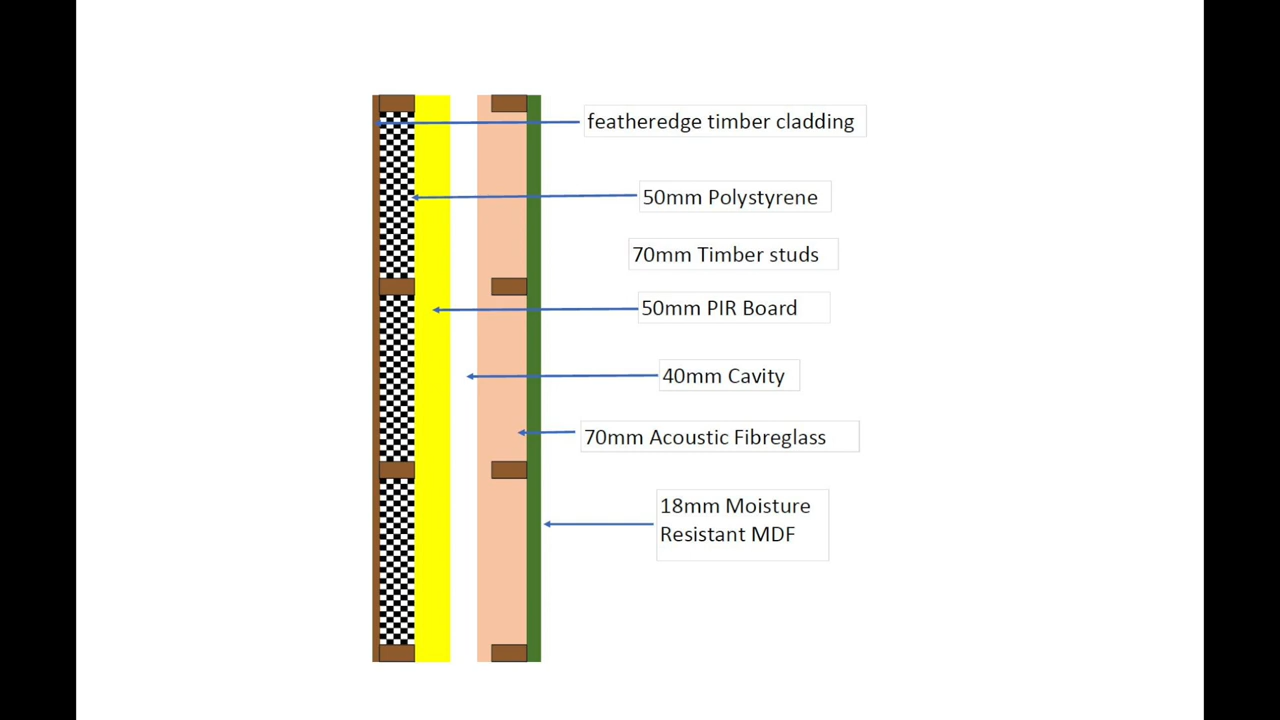 featheredge timber cladding
50mm Polystyrene
70mm Timber studs
50mm PIR Board
40mm Cavity
70mm Acoustic Fibreglass
18mm Moisture
Resistant MDF